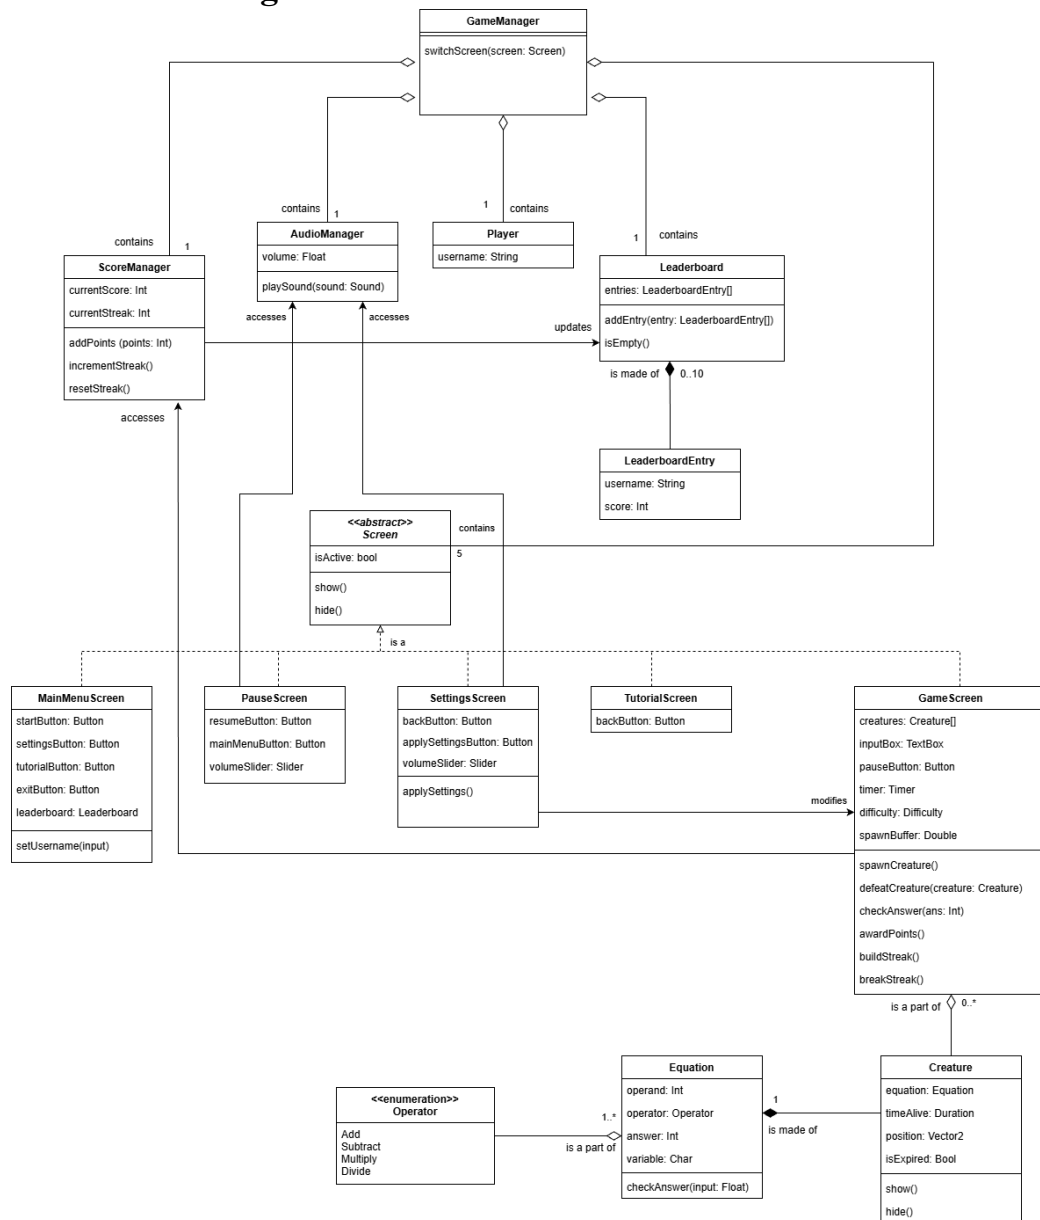 g
GameManager
switchScreen(screen: Screen)
contains
1
contains
1
1
contains
1
contains
AudioManager
volume: Float
playSound(sound: Sound)
Player
username: String
ScoreManager
currentScore: Int
currentStreak: Int
addPoints (points: Int)
incrementStreak()
resetStreak()
Leaderboard
entries: LeaderboardEntry[]
addEntry(entry: LeaderboardEntry[])
isEmpty()
accesses
accesses
updates
is made of
0..10
accesses
LeaderboardEntry
username: String
score: Int
<<abstract>>
Screen
isActive: bool
show()
hide()
contains
5
is a
MainMenuScreen
startButton: Button
settingsButton: Button
tutorialButton: Button
exitButton: Button
leaderboard: Leaderboard
setUsername(input)
PauseScreen
resumeButton: Button
mainMenuButton: Button
volumeSlider: Slider
SettingsScreen
backButton: Button
applySettingsButton: Button
volumeSlider: Slider
applySettings()
TutorialScreen
backButton: Button
modifies
GameScreen
creatures: Creature[]
inputBox: TextBox
pauseButton: Button
timer: Timer
difficulty: Difficulty
spawnBuffer: Double
spawnCreature()
defeatCreature(creature: Creature)
checkAnswer(ans: Int)
awardPoints()
buildStreak()
breakStreak()
is a part of
0..*
<<enumeration>>
Operator
Add
Subtract
Multiply
Divide
1..*
is a part of
Equation
operand: Int
operator: Operator
answer: Int
variable: Char
checkAnswer(input: Float)
1
is made of
Creature
equation: Equation
timeAlive: Duration
position: Vector2
isExpired: Bool
show()
hide()